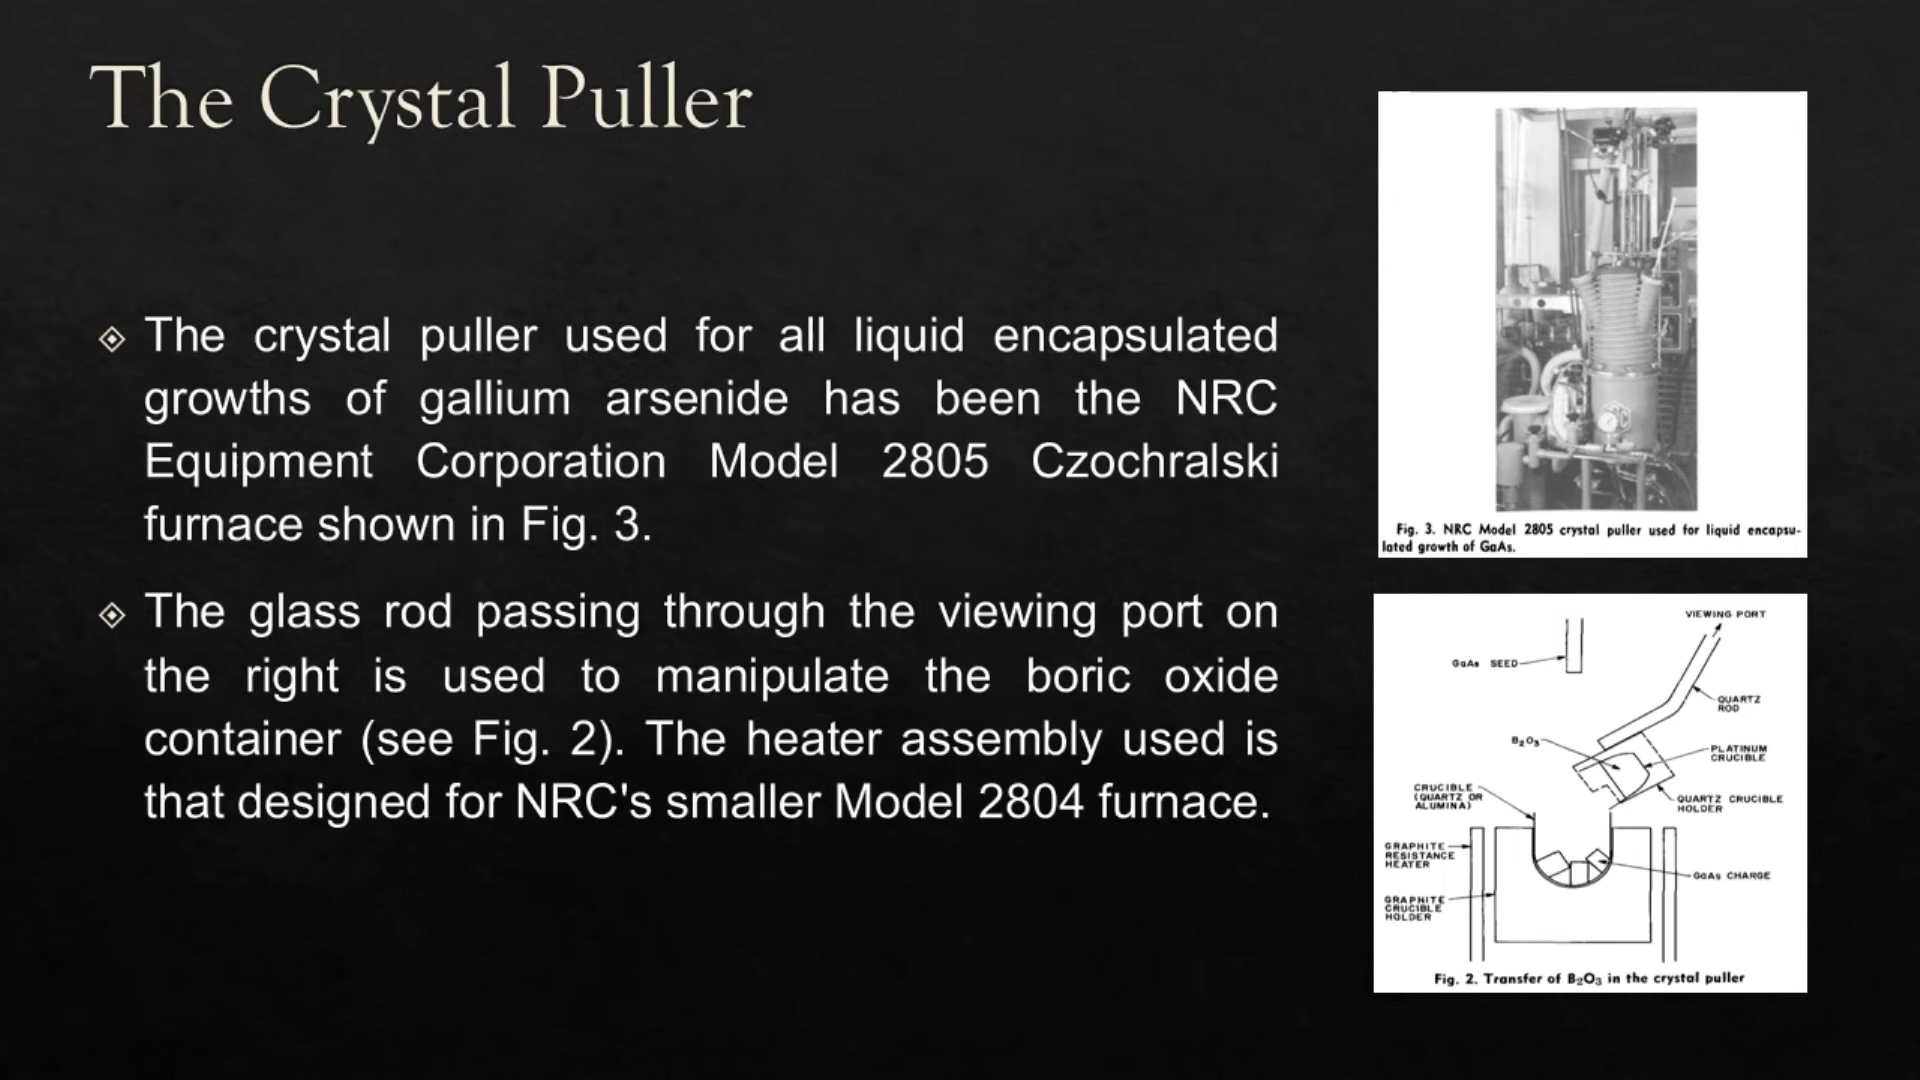 The Crystal Puller
The crystal puller used for all liquid encapsulated
growths of gallium arsenide has been the NRC
Equipment Corporation Model 2805 Czochralski
furnace shown in Fig. 3.
The glass rod passing through the viewing port on
the right is used to manipulate the boric oxide
container (see Fig. 2). The heater assembly used is
that designed for NRC's smaller Model 2804 furnace.
Fig. 3. NRC Model 2805 crystal puller used for liquid encapsu-
lated growth of GaAs.
VIEWING PORT
GaAs SEED
QUARTZ
ROD
B₂O₃
PLATINUM
CRUCIBLE
CRUCIBLE
(QUARTZ OR
ALUMINA)
QUARTZ CRUCIBLE
HOLDER
GRAPHITE
RESISTANCE
HEATER
GaAs CHARGE
GRAPHITE
CRUCIBLE
HOLDER
Fig. 2. Transfer of B₂O₃ in the crystal puller